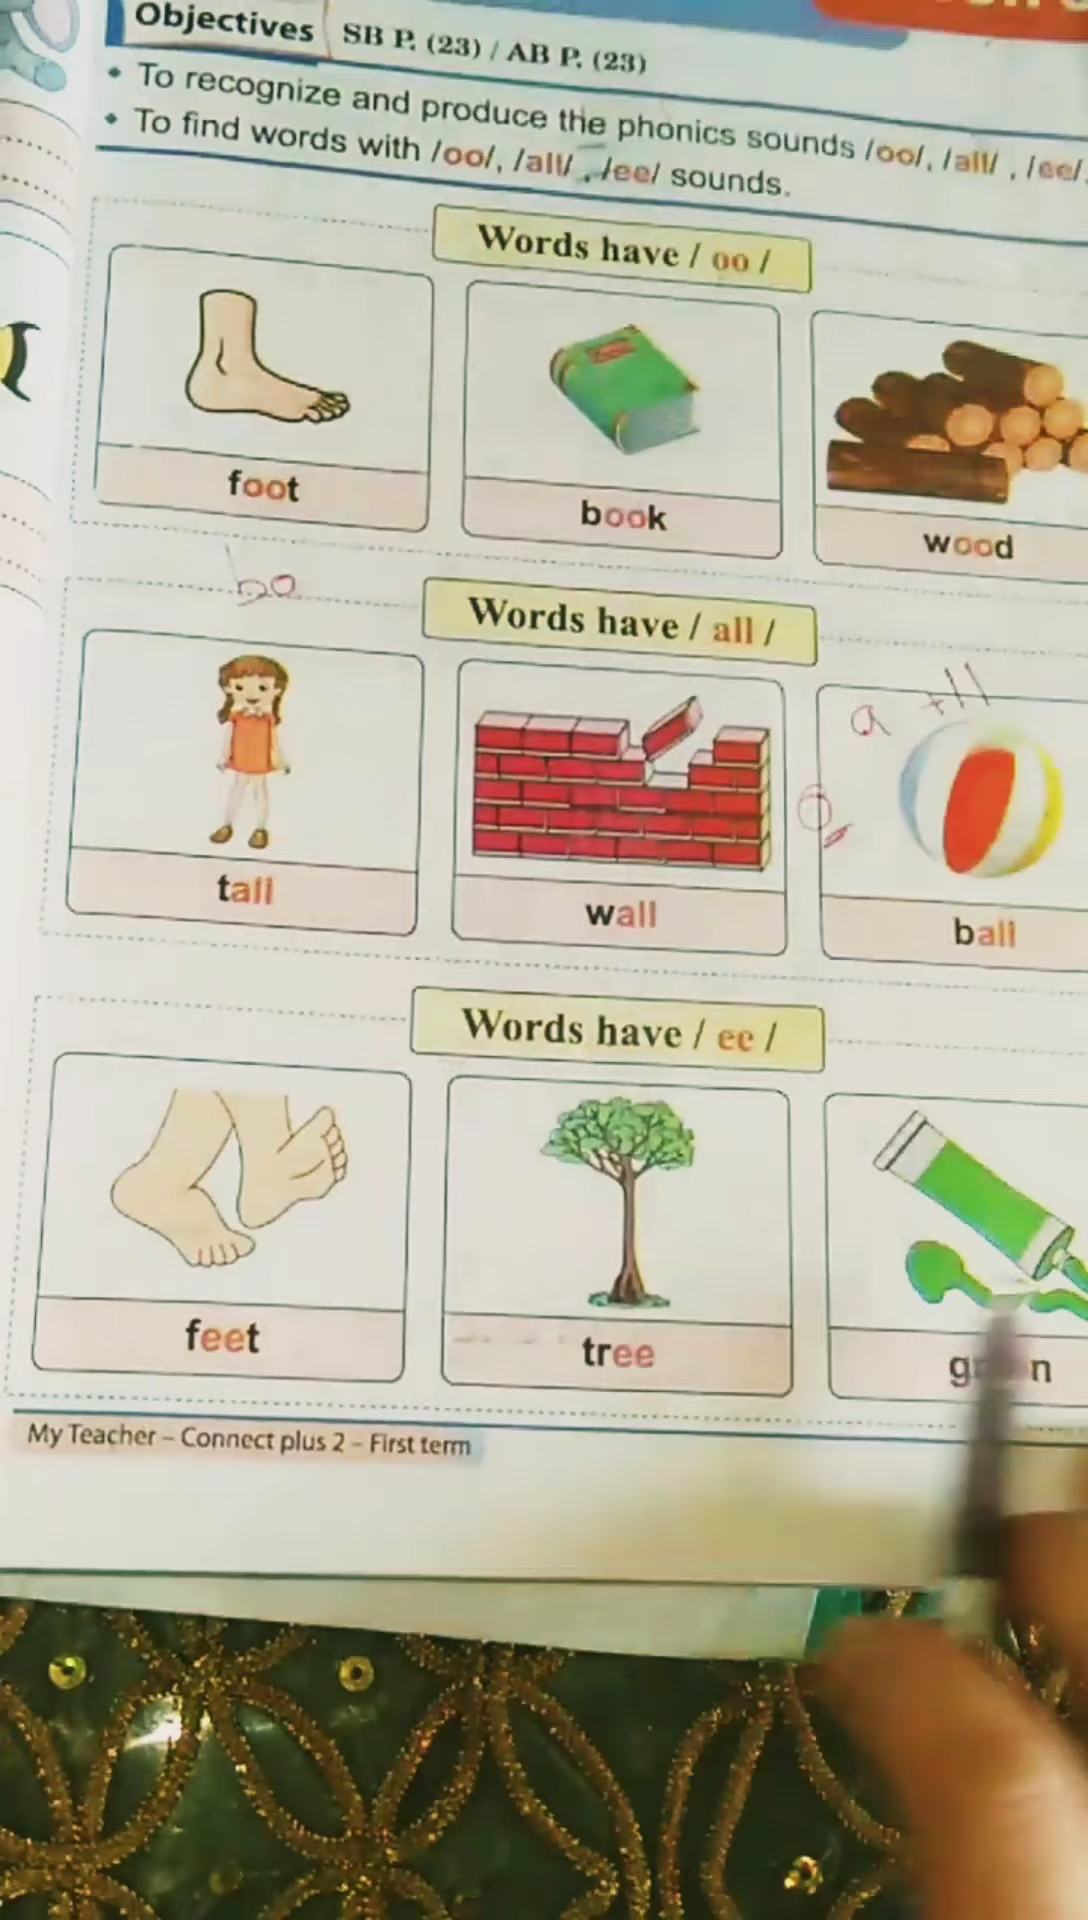 Objectives SB P. (23) / AB P. (23)
• To recognize and produce the phonics sounds /oo/, /all/ , /ee/.
• To find words with /oo/, /all/ , /ee/ sounds.
Words have / oo /
foot book wood
bo
Words have / all /
a + ll
tall wall ball
Words have / ee /
feet tree
My Teacher – Connect plus 2 – First term